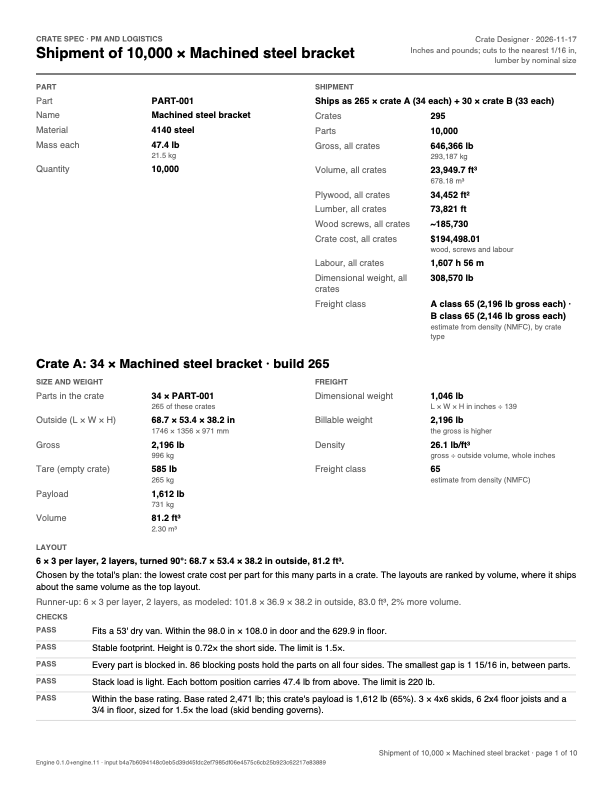 CRATE SPEC · PM AND LOGISTICS
Shipment of 10,000 × Machined steel bracket
Crate Designer · 2026-11-17
Inches and pounds; cuts to the nearest 1/16 in,
lumber by nominal size
PART
Part PART-001
Name Machined steel bracket
Material 4140 steel
Mass each 47.4 lb
21.5 kg
Quantity 10,000
SHIPMENT
Ships as 265 × crate A (34 each) + 30 × crate B (33 each)
Crates 295
Parts 10,000
Gross, all crates 646,366 lb
293,187 kg
Volume, all crates 23,949.7 ft³
678.18 m³
Plywood, all crates 34,452 ft²
Lumber, all crates 73,821 ft
Wood screws, all crates ~185,730
Crate cost, all crates $194,498.01
wood, screws and labour
Labour, all crates 1,607 h 56 m
Dimensional weight, all 308,570 lb
crates
Freight class A class 65 (2,196 lb gross each) ·
B class 65 (2,146 lb gross each)
estimate from density (NMFC), by crate
type
Crate A: 34 × Machined steel bracket · build 265
SIZE AND WEIGHT
Parts in the crate 34 × PART-001
265 of these crates
Outside (L × W × H) 68.7 × 53.4 × 38.2 in
1746 × 1356 × 971 mm
Gross 2,196 lb
996 kg
Tare (empty crate) 585 lb
265 kg
Payload 1,612 lb
731 kg
Volume 81.2 ft³
2.30 m³
FREIGHT
Dimensional weight 1,046 lb
L × W × H in inches ÷ 139
Billable weight 2,196 lb
the gross is higher
Density 26.1 lb/ft³
gross ÷ outside volume, whole inches
Freight class 65
estimate from density (NMFC)
LAYOUT
6 × 3 per layer, 2 layers, turned 90°: 68.7 × 53.4 × 38.2 in outside, 81.2 ft³.
Chosen by the total's plan: the lowest crate cost per part for this many parts in a crate. The layouts are ranked by volume, where it ships
about the same volume as the top layout.
Runner-up: 6 × 3 per layer, 2 layers, as modeled: 101.8 × 36.9 × 38.2 in outside, 83.0 ft³, 2% more volume.
CHECKS
PASS Fits a 53' dry van. Within the 98.0 in × 108.0 in door and the 629.9 in floor.
PASS Stable footprint. Height is 0.72× the short side. The limit is 1.5×.
PASS Every part is blocked in. 86 blocking posts hold the parts on all four sides. The smallest gap is 1 15/16 in, between parts.
PASS Stack load is light. Each bottom position carries 47.4 lb from above. The limit is 220 lb.
PASS Within the base rating. Base rated 2,471 lb; this crate's payload is 1,612 lb (65%). 3 × 4x6 skids, 6 2x4 floor joists and a
3/4 in floor, sized for 1.5× the load (skid bending governs).
Shipment of 10,000 × Machined steel bracket · page 1 of 10
Engine 0.1.0+engine.11 · input b4a7b6094148c0eb5d39d45fdc2ef7985df06e4575c6cb25b923c62217e83889